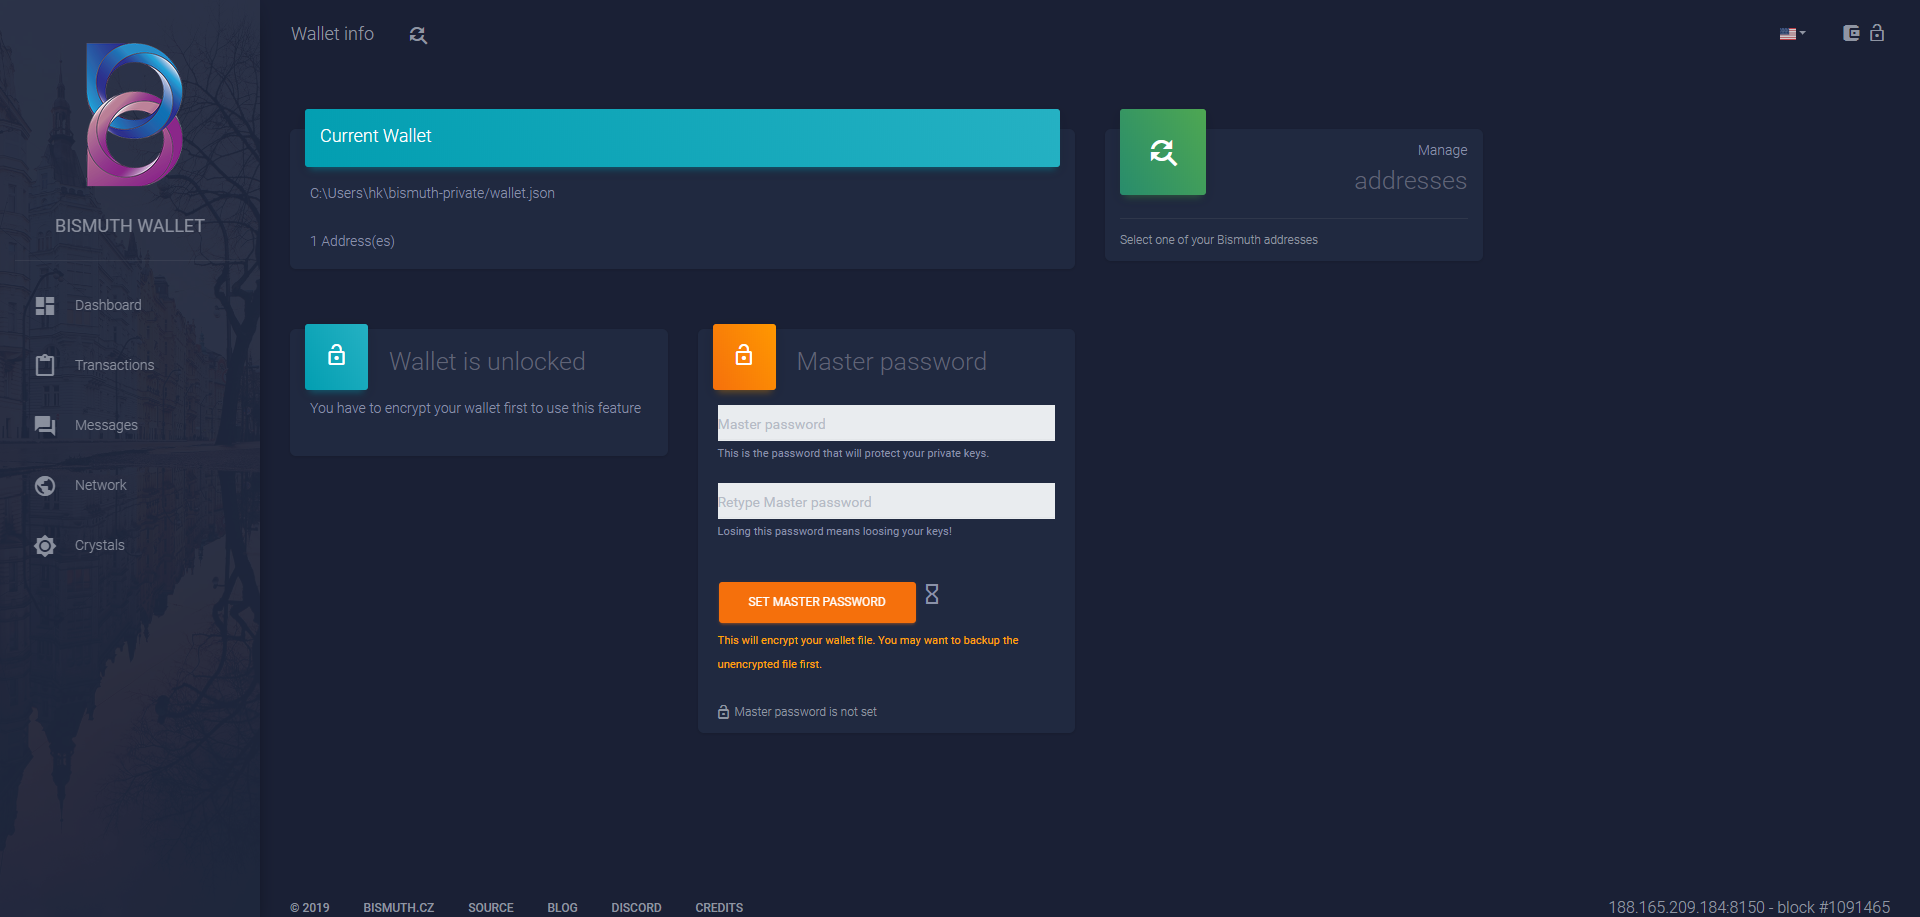 BISMUTH WALLET
Dashboard
Transactions
Messages
Network
Crystals
Wallet info
Current Wallet
C:\Users\hk\bismuth-private/wallet.json
1 Address(es)
Manage
addresses
Select one of your Bismuth addresses
Wallet is unlocked
You have to encrypt your wallet first to use this feature
Master password
Master password
This is the password that will protect your private keys.
Retype Master password
Losing this password means loosing your keys!
SET MASTER PASSWORD
This will encrypt your wallet file. You may want to backup the
unencrypted file first.
Master password is not set
© 2019 BISMUTH.CZ SOURCE BLOG DISCORD CREDITS
188.165.209.184:8150 - block #1091465